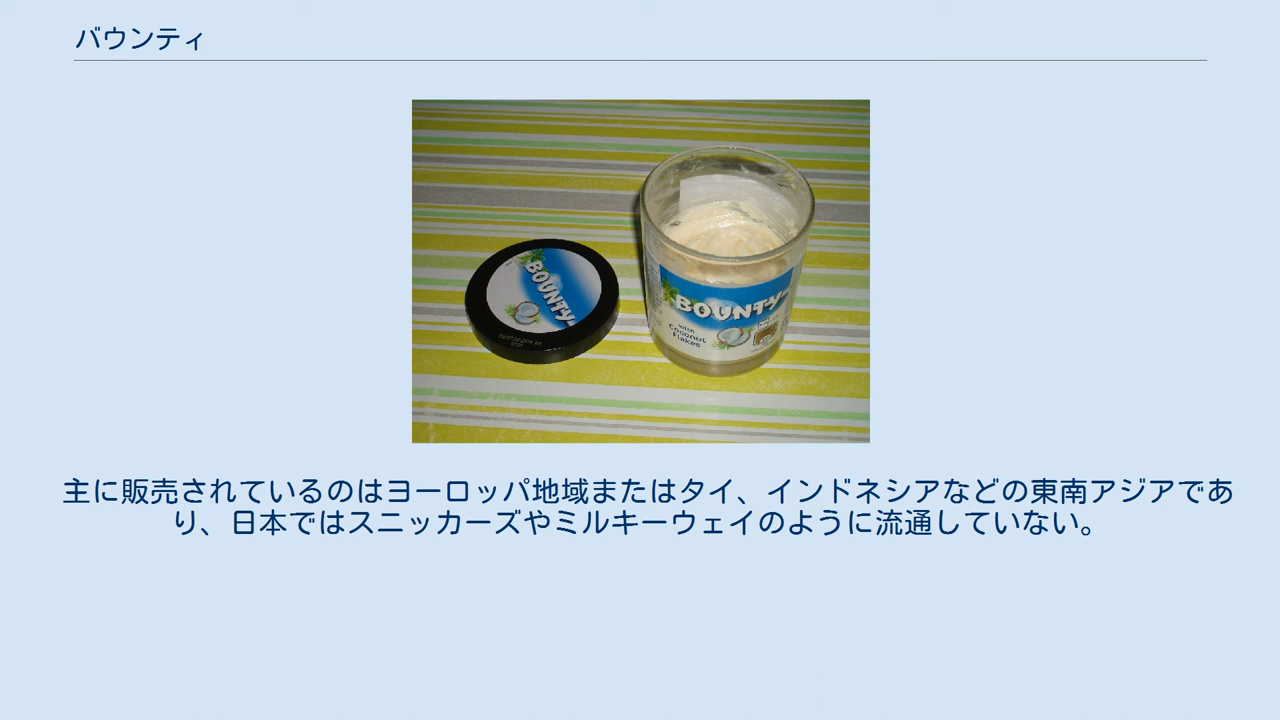 バウンティ
BOUNTY
BOUNTY
with
Coconut
Flakes
主に販売されているのはヨーロッパ地域またはタイ、インドネシアなどの東南アジアであ
り、日本ではスニッカーズやミルキーウェイのように流通していない。